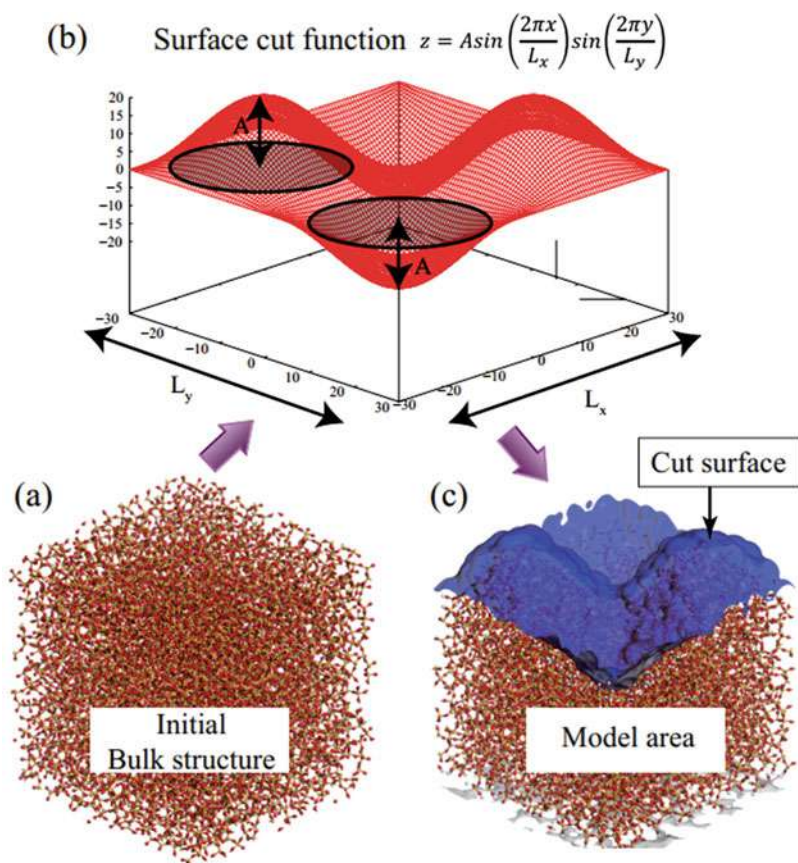 (b) Surface cut function z = Asin(2πx/Lx)sin(2πy/Ly)
20
15
10
5
0
−5
−10
−15
−20
A
A
−30
−20
−10
0
10
20
30
−30
−20
−10
0
10
20
30
Ly
Lx
(a)
Initial
Bulk structure
(c)
Cut surface
Model area